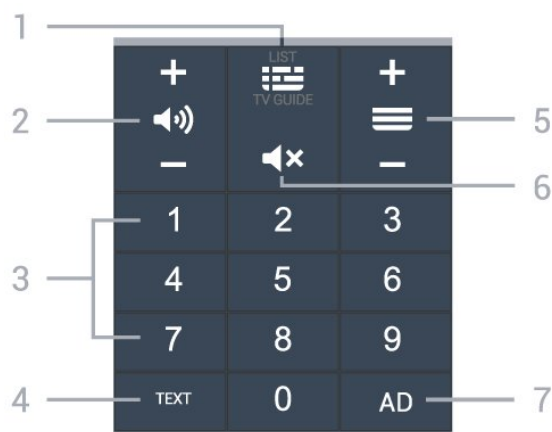 1
LIST
+ +
TV GUIDE
2 5
− −
6
1 2 3
3
4 5 6
7 8 9
4 TEXT 0 AD 7